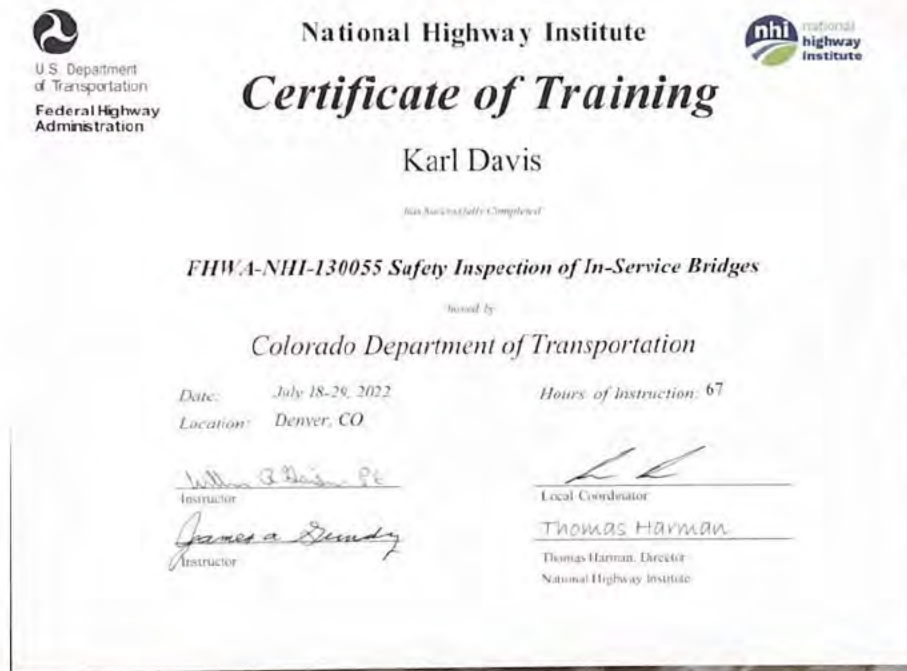 U.S. Department
of Transportation
Federal Highway
Administration
National Highway Institute
nhi national
highway
institute
Certificate of Training
Karl Davis
has Successfully Completed
FHWA-NHI-130055 Safety Inspection of In-Service Bridges
hosted by
Colorado Department of Transportation
Date: July 18-29, 2022
Hours of Instruction: 67
Location: Denver, CO
Instructor
Local Coordinator
James a Gundy
Instructor
Thomas Harman
Thomas Harman, Director
National Highway Institute